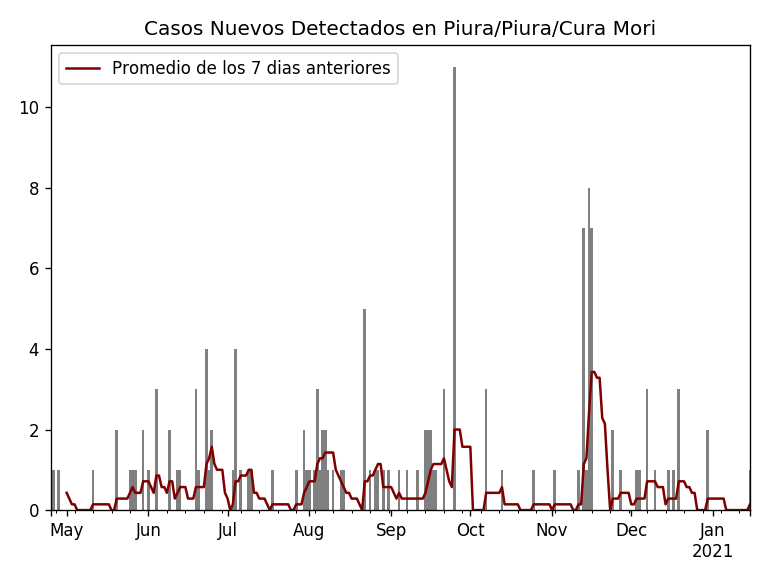 Casos Nuevos Detectados en Piura/Piura/Cura Mori
Promedio de los 7 dias anteriores
10
8
6
4
2
0
May Jun Jul Aug Sep Oct Nov Dec Jan
2021